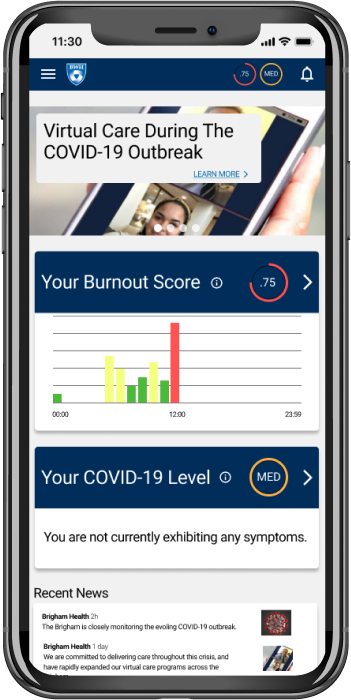 11:30
BWH
.75
MED
Virtual Care During The
COVID-19 Outbreak
LEARN MORE >
Your Burnout Score
.75
00:00 12:00 23:59
Your COVID-19 Level
MED
You are not currently exhibiting any symptoms.
Recent News
Brigham Health 2h
The Brigham is closely monitoring the evoling COVID-19 outbreak.
Brigham Health 1 day
We are committed to delivering care throughout this crisis, and
have rapidly expanded our virtual care programs across the